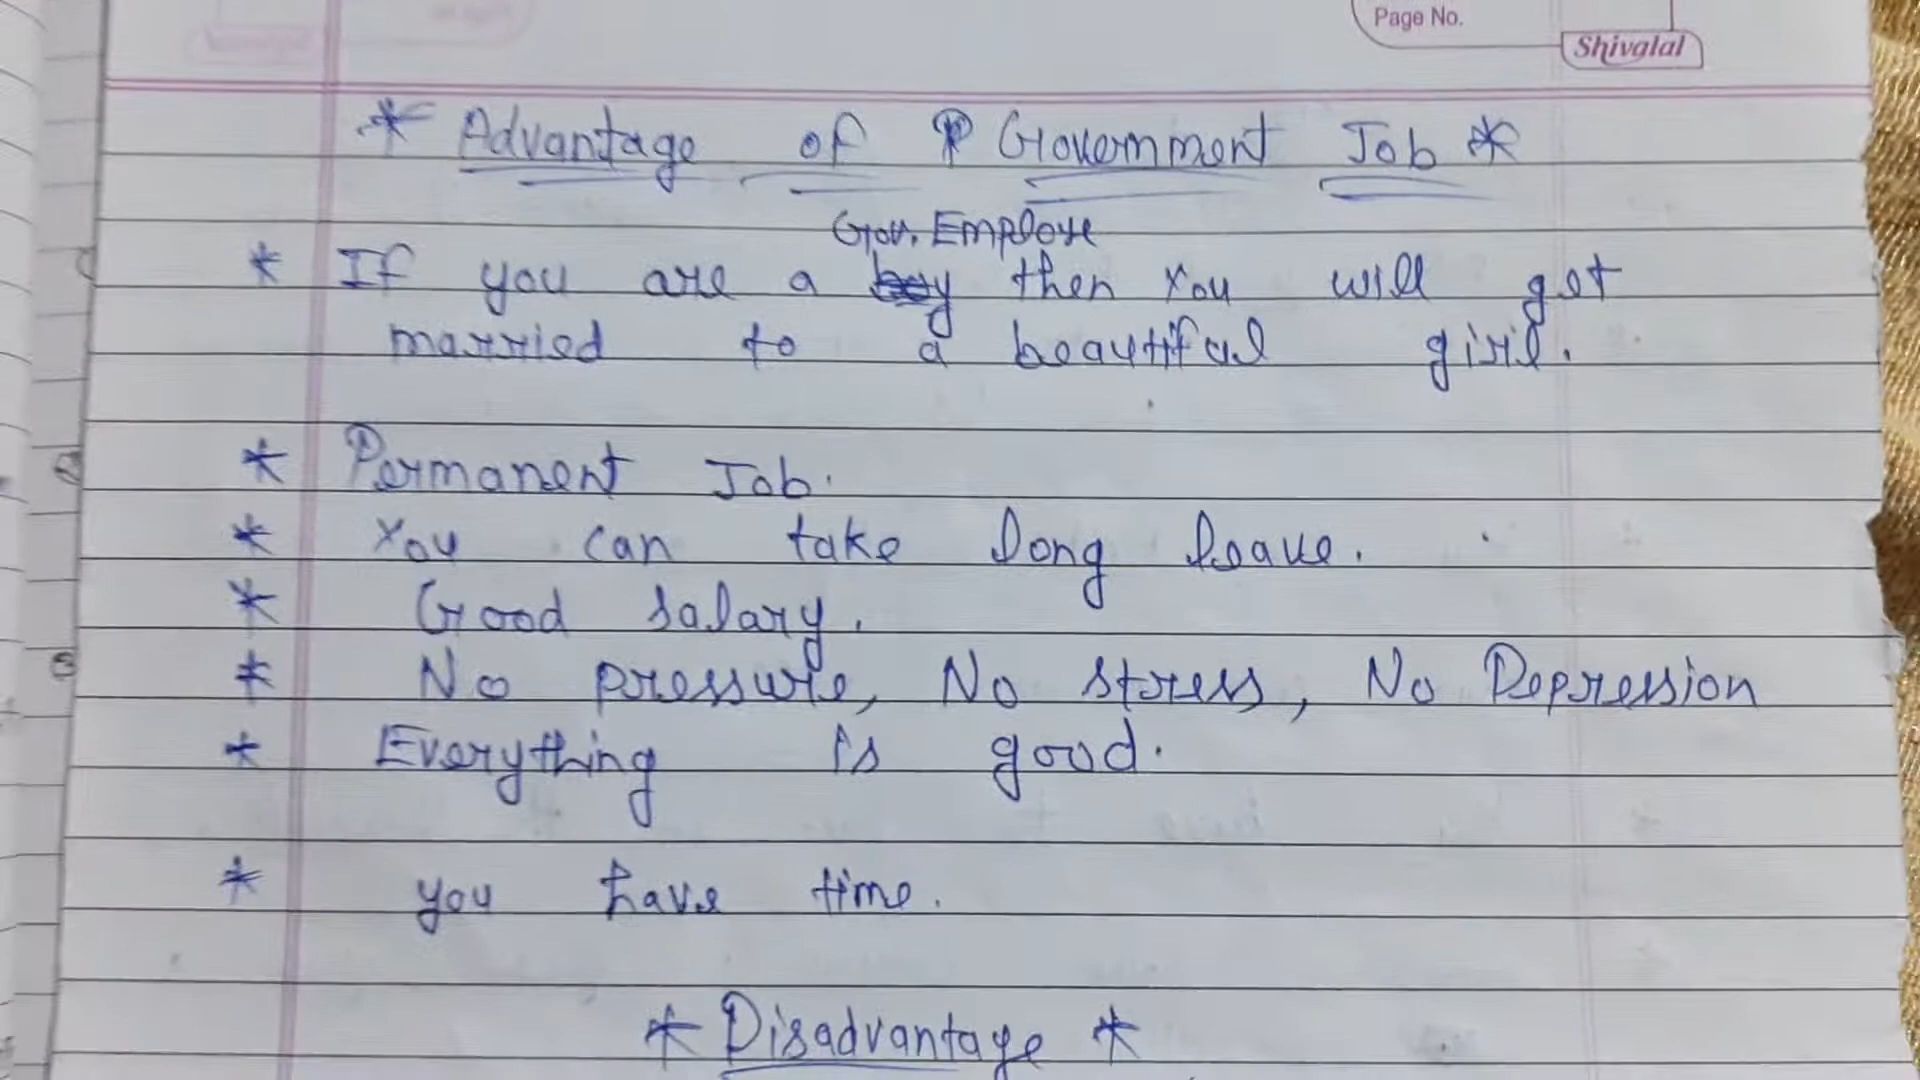 Page No.
Shivalal
* Advantage of Government Job *
Gov. Employe
* If you are a boy then You will get
married to a beautiful girl.
* Permanent Job.
* You can take long leave.
* Good salary.
* No pressure, No stress, No Depression
* Everything is good.
* you have time.
* Disadvantage *